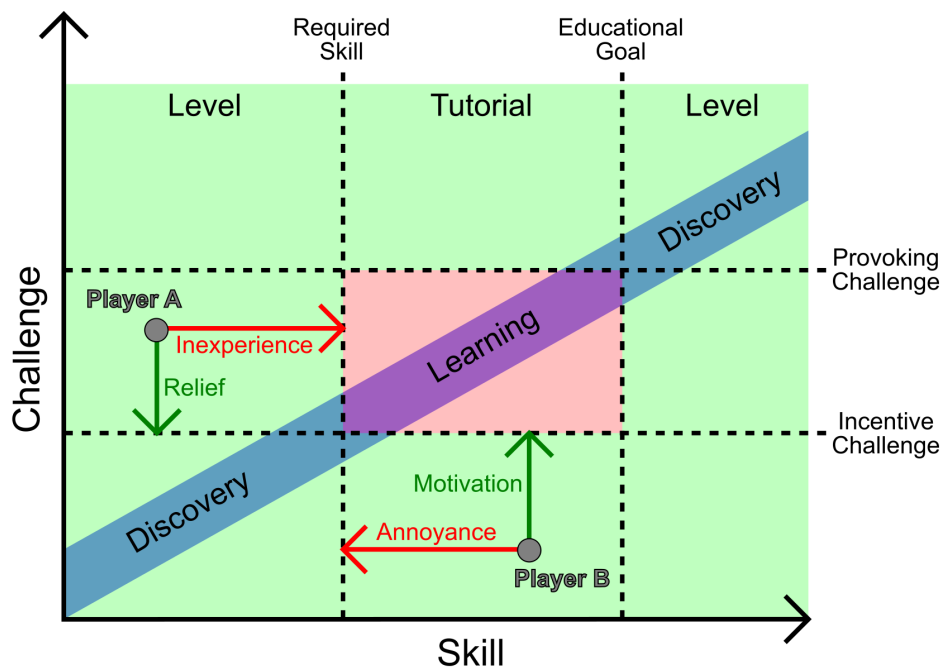 Required
Skill
Educational
Goal
Level
Tutorial
Level
Discovery
Provoking
Challenge
Player A
Inexperience
Learning
Relief
Incentive
Challenge
Motivation
Discovery
Annoyance
Player B
Challenge
Skill